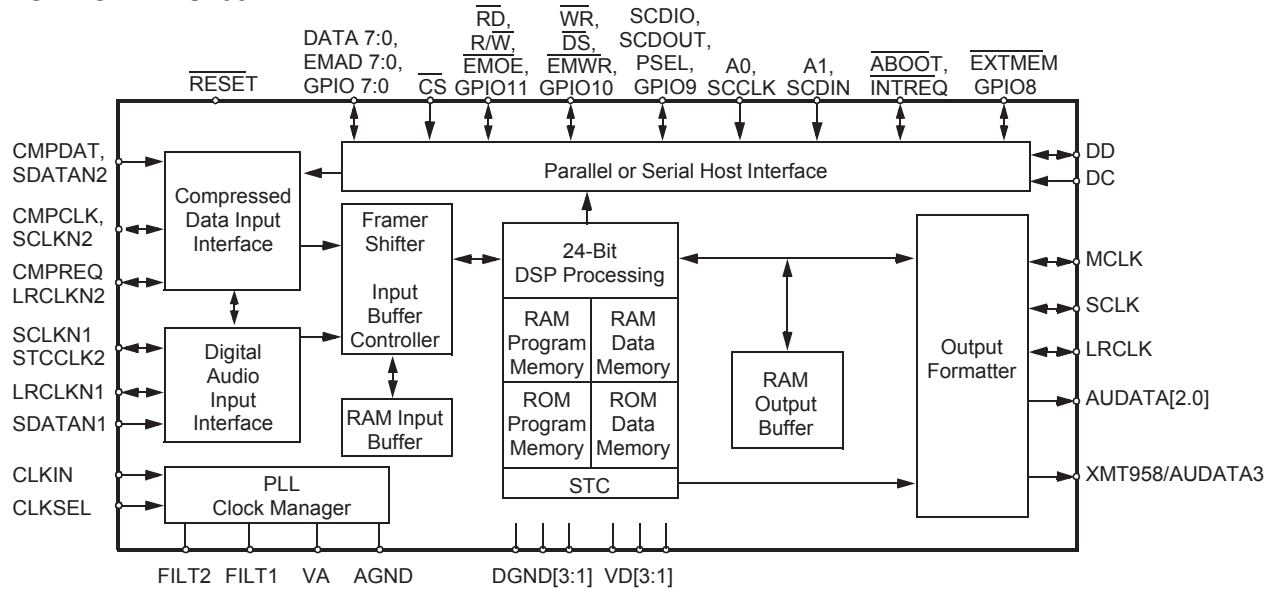 RD, WR, SCDIO,
DATA 7:0, R/W, DS, SCDOUT,
EMAD 7:0, EMOE, EMWR, PSEL, A0, A1, ABOOT, EXTMEM
RESET GPIO 7:0 CS GPIO11 GPIO10 GPIO9 SCCLK SCDIN INTREQ GPIO8
CMPDAT,
SDATAN2
CMPCLK,
SCLKN2
CMPREQ
LRCLKN2
SCLKN1
STCCLK2
LRCLKN1
SDATAN1
CLKIN
CLKSEL
Parallel or Serial Host Interface
Compressed
Data Input
Interface
Digital
Audio
Input
Interface
Framer
Shifter
Input
Buffer
Controller
RAM Input
Buffer
24-Bit
DSP Processing
RAM
Program
Memory
RAM
Data
Memory
ROM
Program
Memory
ROM
Data
Memory
STC
RAM
Output
Buffer
Output
Formatter
PLL
Clock Manager
DD
DC
MCLK
SCLK
LRCLK
AUDATA[2.0]
XMT958/AUDATA3
FILT2 FILT1 VA AGND DGND[3:1] VD[3:1]